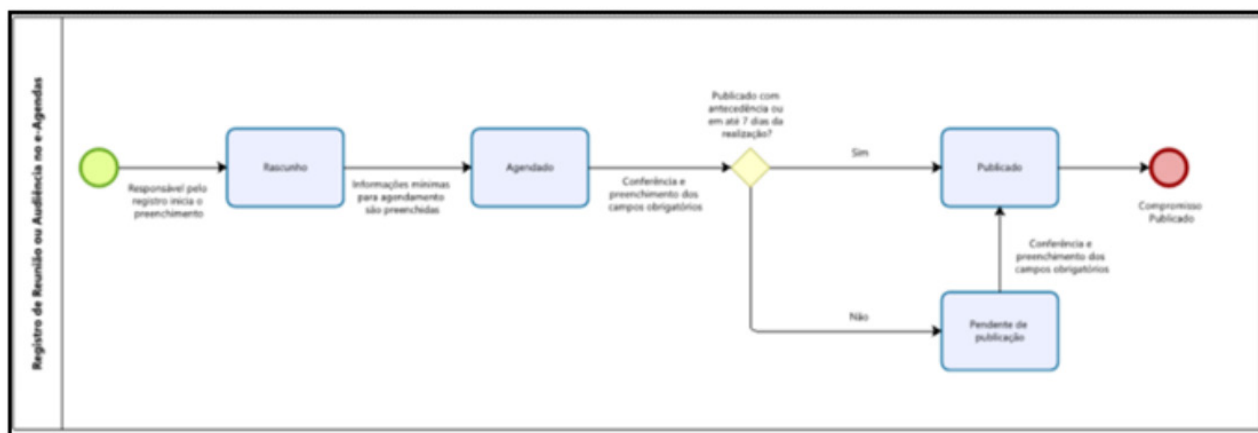 Registro de Reunião ou Audiência no e-Agendas
Responsável pelo
registro inicia o
preenchimento
Rascunho
Informações mínimas
para agendamento
são preenchidas
Agendado
Conferência e
preenchimento dos
campos obrigatórios
Publicado com
antecedência ou
em até 7 dias da
realização?
Sim
Publicado
Compromisso
Publicado
Não
Pendente de
publicação
Conferência e
preenchimento dos
campos obrigatórios